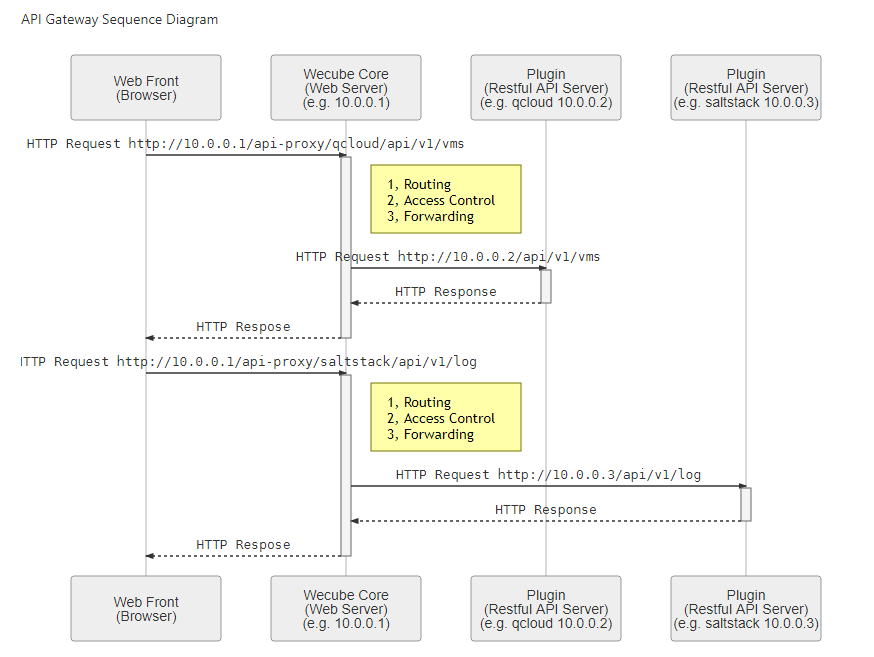 API Gateway Sequence Diagram
Web Front
(Browser)
Wecube Core
(Web Server)
(e.g. 10.0.0.1)
Plugin
(Restful API Server)
(e.g. qcloud 10.0.0.2)
Plugin
(Restful API Server)
(e.g. saltstack 10.0.0.3)
HTTP Request http://10.0.0.1/api-proxy/qcloud/api/v1/vms
1, Routing
2, Access Control
3, Forwarding
HTTP Request http://10.0.0.2/api/v1/vms
HTTP Response
HTTP Respose
HTTP Request http://10.0.0.1/api-proxy/saltstack/api/v1/log
1, Routing
2, Access Control
3, Forwarding
HTTP Request http://10.0.0.3/api/v1/log
HTTP Response
HTTP Respose
Web Front
(Browser)
Wecube Core
(Web Server)
(e.g. 10.0.0.1)
Plugin
(Restful API Server)
(e.g. qcloud 10.0.0.2)
Plugin
(Restful API Server)
(e.g. saltstack 10.0.0.3)